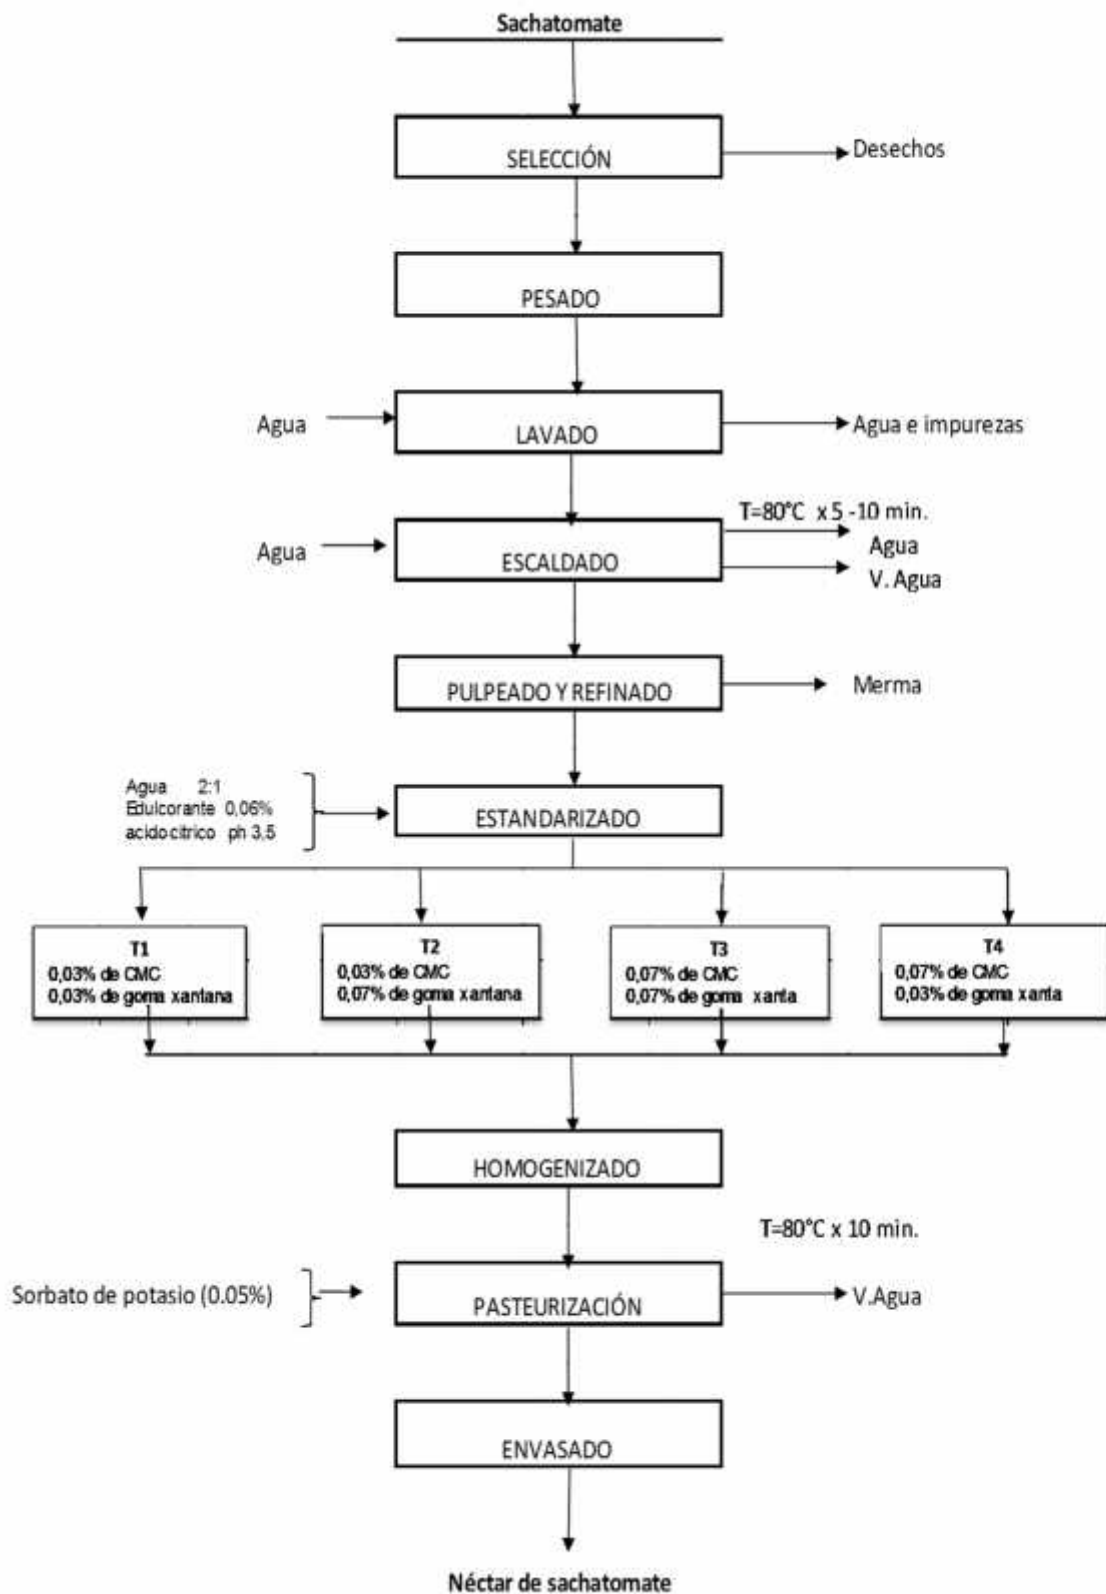 Sachatomate
SELECCIÓN
Desechos
PESADO
Agua
LAVADO
Agua e impurezas
T=80°C x 5 -10 min.
Agua
ESCALDADO
Agua
V. Agua
PULPEADO Y REFINADO
Merma
Agua 2:1
Edulcorante 0,06%
acido citrico ph 3,5
ESTANDARIZADO
T1
0,03% de CMC
0,03% de goma xantana
T2
0,03% de CMC
0,07% de goma xantana
T3
0,07% de CMC
0,07% de goma xanta
T4
0,07% de CMC
0,03% de goma xanta
HOMOGENIZADO
T=80°C x 10 min.
Sorbato de potasio (0.05%)
PASTEURIZACIÓN
V.Agua
ENVASADO
Néctar de sachatomate